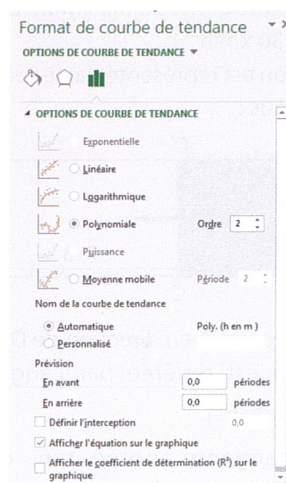 Format de courbe de tendance
OPTIONS DE COURBE DE TENDANCE
OPTIONS DE COURBE DE TENDANCE
Exponentielle
Linéaire
Logarithmique
Polynomiale Ordre 2
Puissance
Moyenne mobile Période 2
Nom de la courbe de tendance
Automatique Poly. (h en m )
Personnalisé
Prévision
En avant 0,0 périodes
En arrière 0,0 périodes
Définir l'interception 0,0
Afficher l'équation sur le graphique
Afficher le coefficient de détermination (R²) sur le
graphique